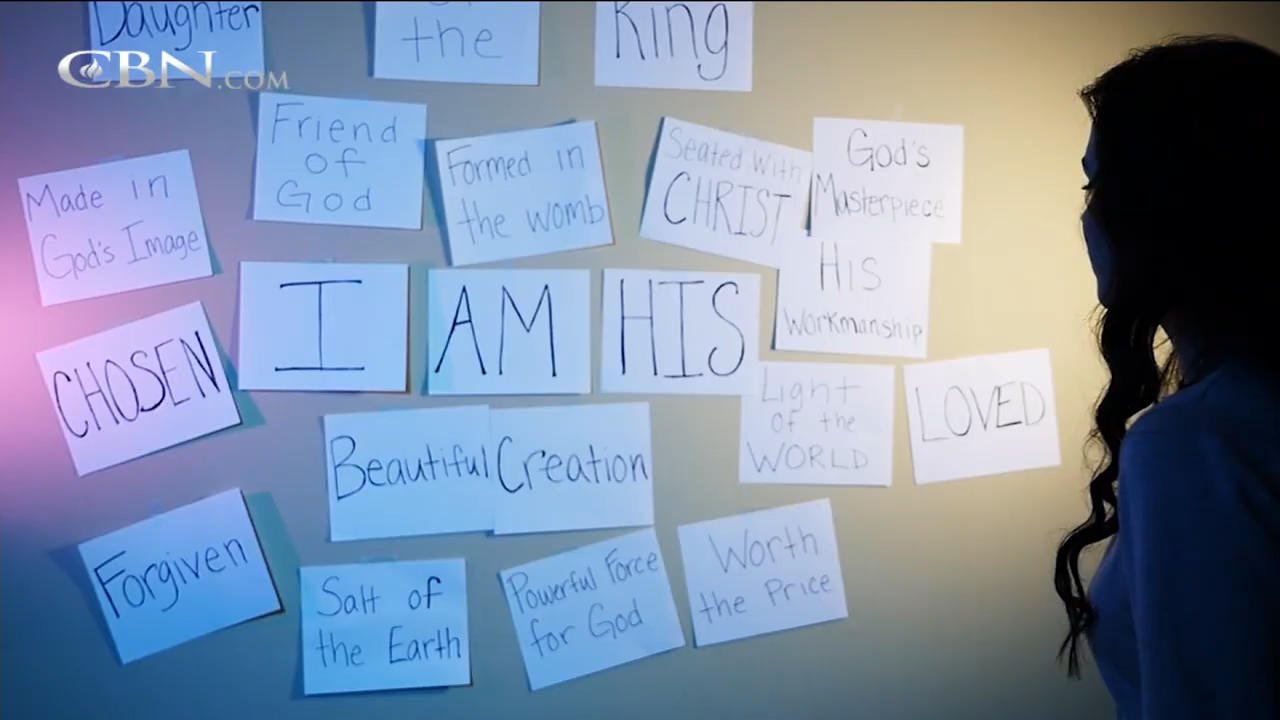 Daughter
the
King
CBN.COM
Friend
of
God
Formed in
the womb
Seated With
CHRIST
God's
Masterpiece
Made in
God's Image
His
Workmanship
I AM HIS
CHOSEN
Light
of the
WORLD
LOVED
Beautiful Creation
Forgiven
Salt of
the Earth
Powerful Force
for God
Worth
the Price